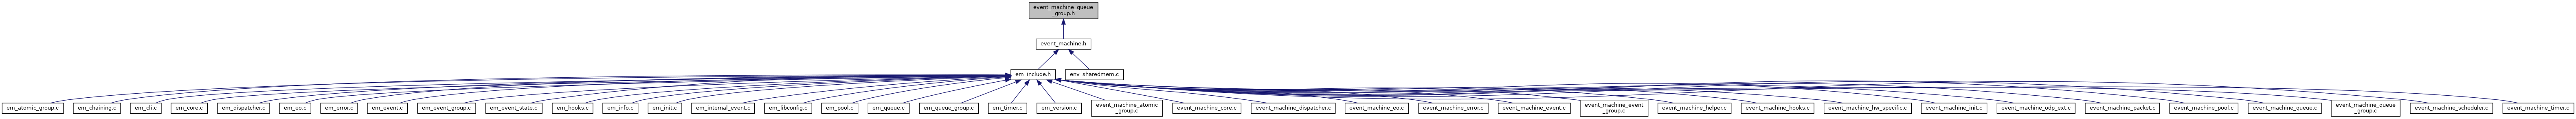 event_machine_queue
_group.h
event_machine.h
em_include.h
env_sharedmem.c
em_atomic_group.c
em_chaining.c
em_cli.c
em_core.c
em_dispatcher.c
em_eo.c
em_error.c
em_event.c
em_event_group.c
em_event_state.c
em_hooks.c
em_info.c
em_init.c
em_internal_event.c
em_libconfig.c
em_pool.c
em_queue.c
em_queue_group.c
em_timer.c
em_version.c
event_machine_atomic
_group.c
event_machine_core.c
event_machine_dispatcher.c
event_machine_eo.c
event_machine_error.c
event_machine_event.c
event_machine_event
_group.c
event_machine_helper.c
event_machine_hooks.c
event_machine_hw_specific.c
event_machine_init.c
event_machine_odp_ext.c
event_machine_packet.c
event_machine_pool.c
event_machine_queue.c
event_machine_queue
_group.c
event_machine_scheduler.c
event_machine_timer.c